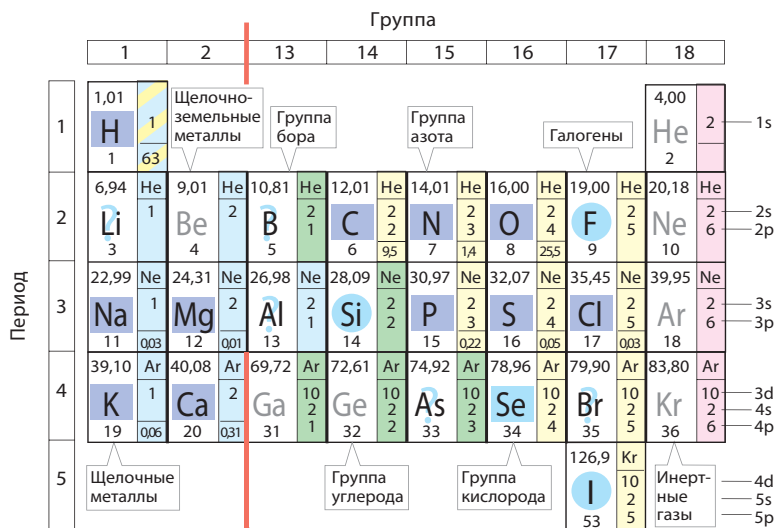 Группа
1 2 13 14 15 16 17 18
Период
1
1,01
H
1
1
63
Щелочно-
земельные
металлы
Группа
бора
Группа
азота
Галогены
4,00
He
2
2
1s
2
6,94 He
Li ?
1
3
9,01 He
Be
2
4
10,81 He
B ?
2
1
5
12,01 He
C
2
2
6
9,5
14,01 He
N
2
3
7
1,4
16,00 He
O
2
4
8
25,5
19,00 He
F
2
5
9
20,18 He
Ne
2
6
10
2s
2p
3
22,99 Ne
Na
1
11
0,03
24,31 Ne
Mg
2
12
0,01
26,98 Ne
Al ?
2
1
13
28,09 Ne
Si
2
2
14
30,97 Ne
P
2
3
15
0,22
32,07 Ne
S
2
4
16
0,05
35,45 Ne
Cl
2
5
17
0,03
39,95 Ne
Ar
2
6
18
3s
3p
4
39,10 Ar
K
1
19
0,06
40,08 Ar
Ca
2
20
0,31
69,72 Ar
Ga
10
2
1
31
72,61 Ar
Ge
10
2
2
32
74,92 Ar
As ?
10
2
3
33
78,96 Ar
Se
10
2
4
34
79,90 Ar
Br ?
10
2
5
35
83,80 Ar
Kr
10
2
6
36
3d
4s
4p
5
Щелочные
металлы
Группа
углерода
Группа
кислорода
126,9 Kr
I
10
2
5
53
Инерт-
ные
газы
4d
5s
5p